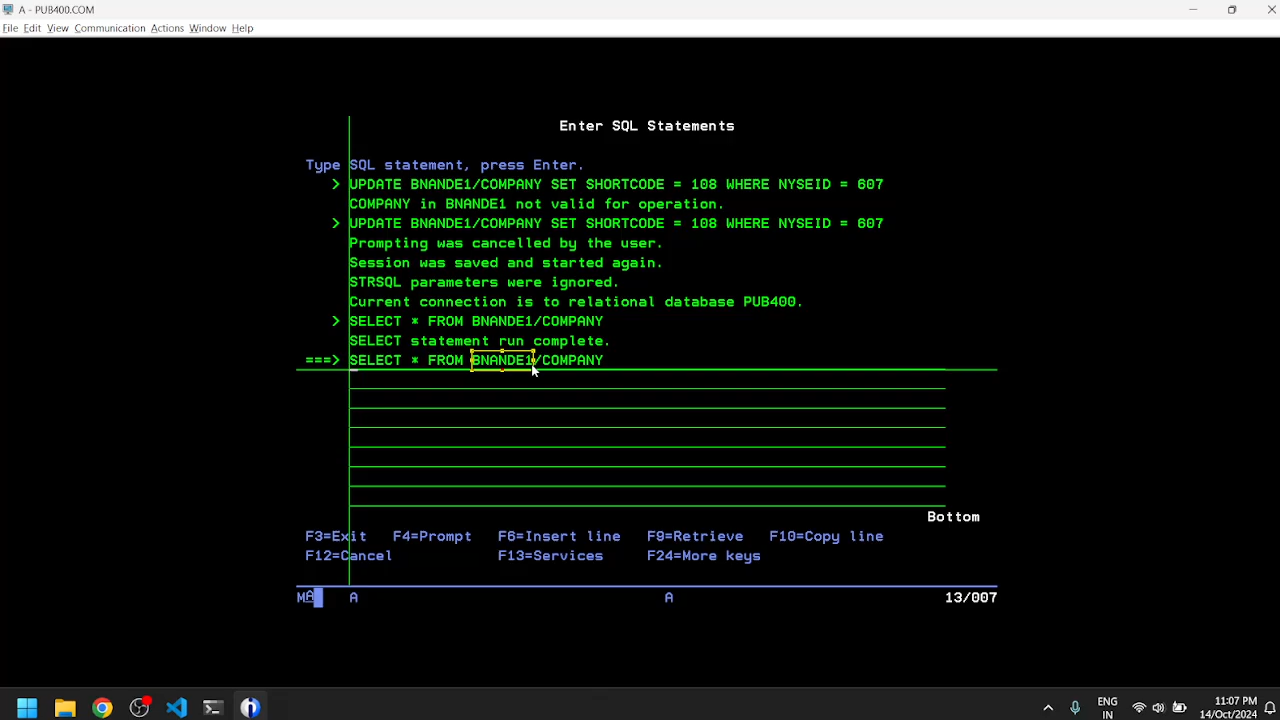 A - PUB400.COM
File Edit View Communication Actions Window Help
Enter SQL Statements
Type SQL statement, press Enter.
> UPDATE BNANDE1/COMPANY SET SHORTCODE = 108 WHERE NYSEID = 607
COMPANY in BNANDE1 not valid for operation.
> UPDATE BNANDE1/COMPANY SET SHORTCODE = 108 WHERE NYSEID = 607
Prompting was cancelled by the user.
Session was saved and started again.
STRSQL parameters were ignored.
Current connection is to relational database PUB400.
> SELECT * FROM BNANDE1/COMPANY
SELECT statement run complete.
===> SELECT * FROM BNANDE1/COMPANY
Bottom
F3=Exit F4=Prompt F6=Insert line F9=Retrieve F10=Copy line
F12=Cancel F13=Services F24=More keys
MA A A 13/007
ENG 11:07 PM
IN 14/Oct/2024